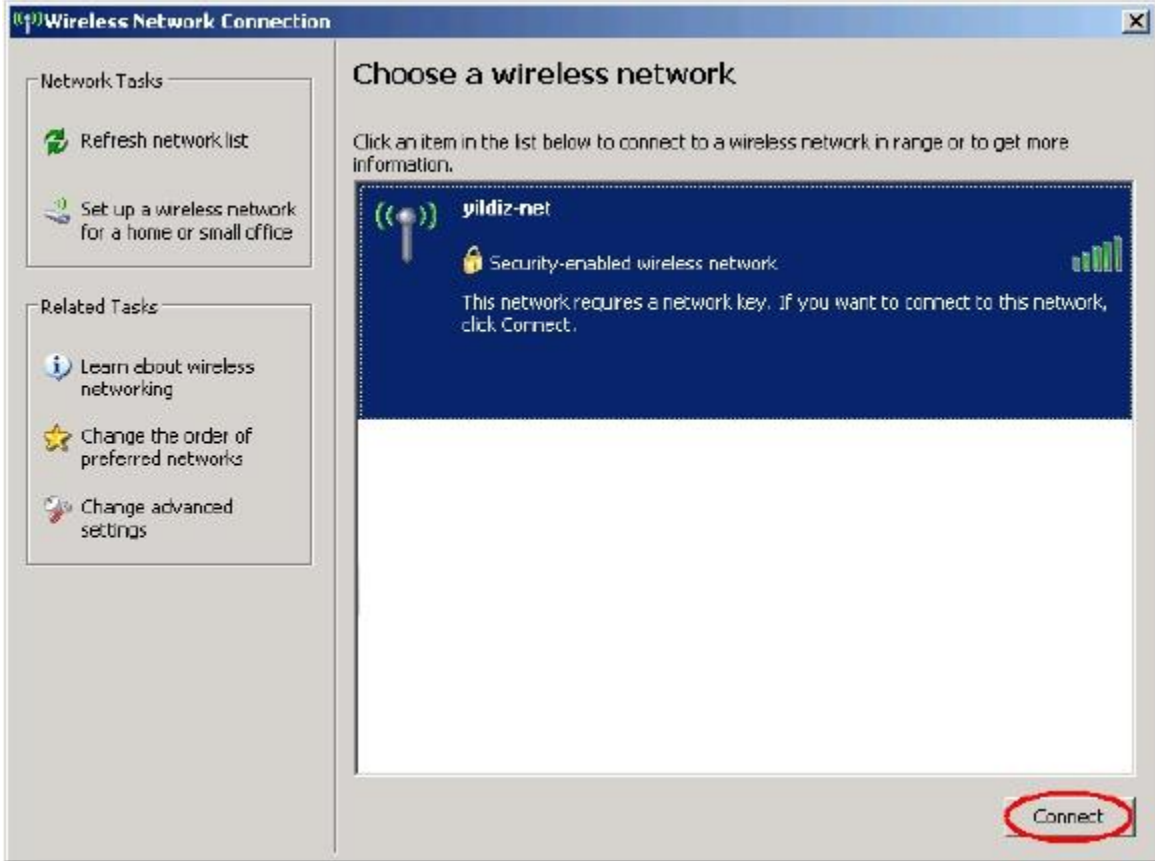 Wireless Network Connection
Network Tasks
Refresh network list
Set up a wireless network
for a home or small office
Related Tasks
Learn about wireless
networking
Change the order of
preferred networks
Change advanced
settings
Choose a wireless network
Click an item in the list below to connect to a wireless network in range or to get more
information.
yildiz-net
Security-enabled wireless network
This network requires a network key. If you want to connect to this network,
click Connect.
Connect